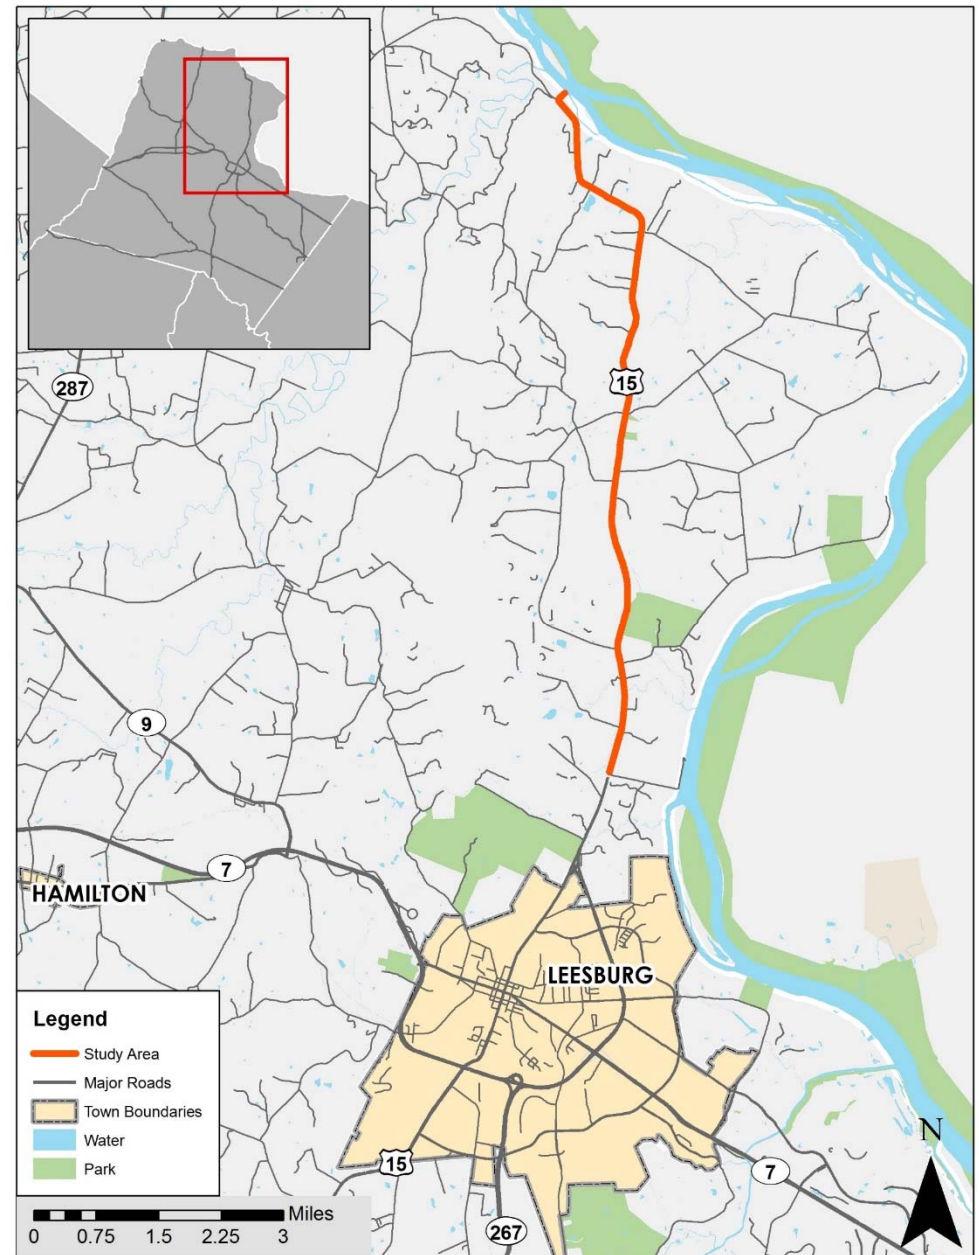 15
287
9
7
HAMILTON
LEESBURG
Legend
Study Area
Major Roads
Town Boundaries
Water
Park
N
15
7
267
Miles
0 0.75 1.5 2.25 3